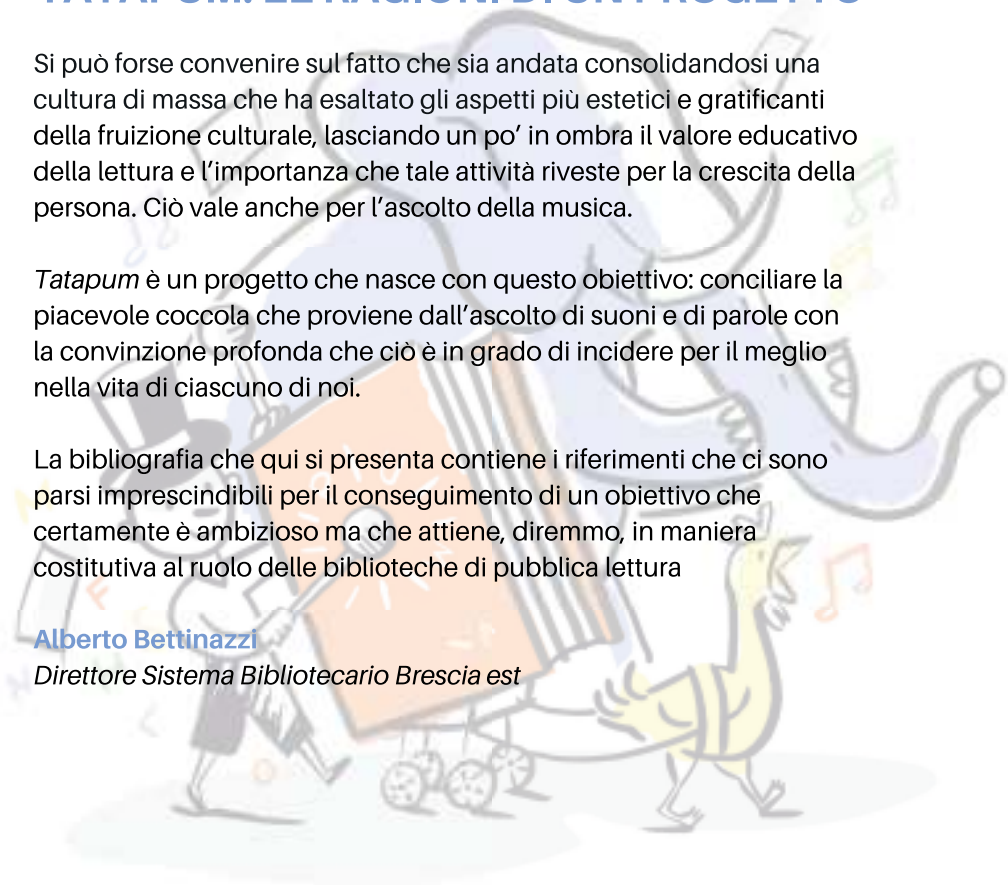 TATAPUM: LE RAGIONI DI UN PROGETTO
Si può forse convenire sul fatto che sia andata consolidandosi una
cultura di massa che ha esaltato gli aspetti più estetici e gratificanti
della fruizione culturale, lasciando un po’ in ombra il valore educativo
della lettura e l’importanza che tale attività riveste per la crescita della
persona. Ciò vale anche per l’ascolto della musica.
Tatapum è un progetto che nasce con questo obiettivo: conciliare la
piacevole coccola che proviene dall’ascolto di suoni e di parole con
la convinzione profonda che ciò è in grado di incidere per il meglio
nella vita di ciascuno di noi.
La bibliografia che qui si presenta contiene i riferimenti che ci sono
parsi imprescindibili per il conseguimento di un obiettivo che
certamente è ambizioso ma che attiene, diremmo, in maniera
costitutiva al ruolo delle biblioteche di pubblica lettura
Alberto Bettinazzi
Direttore Sistema Bibliotecario Brescia est